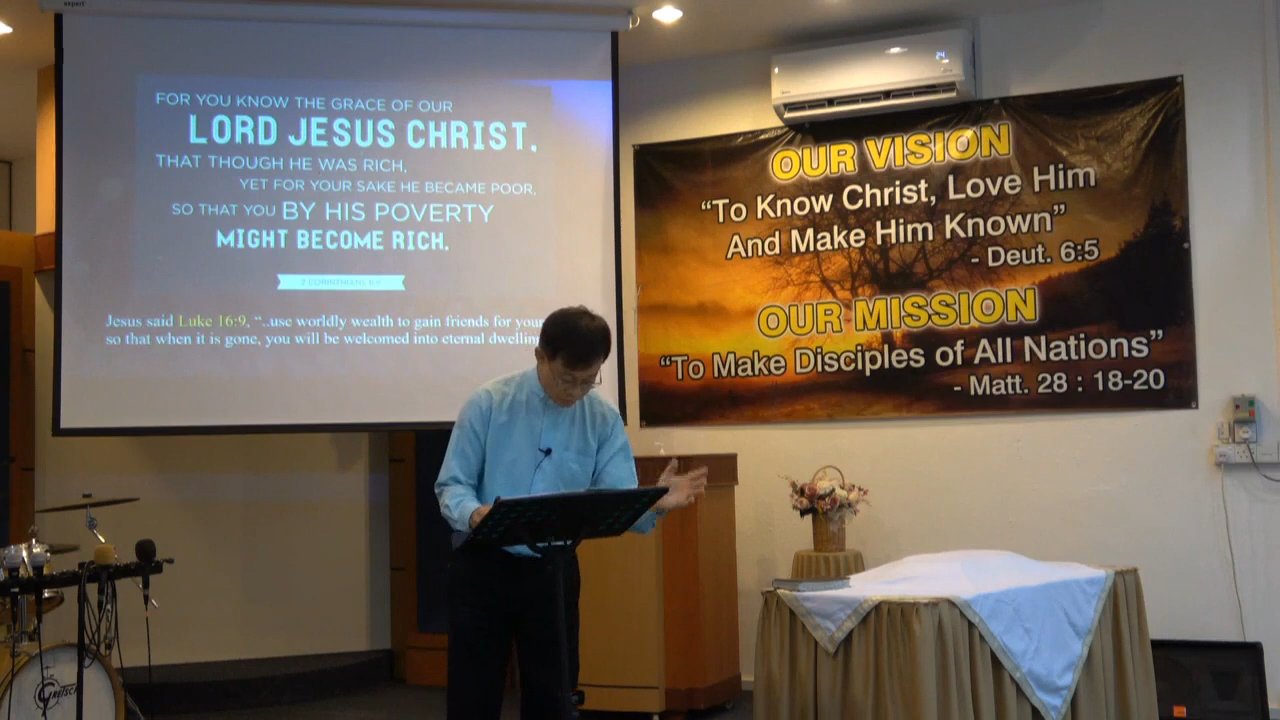 FOR YOU KNOW THE GRACE OF OUR
LORD JESUS CHRIST,
THAT THOUGH HE WAS RICH,
YET FOR YOUR SAKE HE BECAME POOR,
SO THAT YOU BY HIS POVERTY
MIGHT BECOME RICH.
2 CORINTHIANS
Jesus said Luke 16:9, “..use worldly wealth to gain friends for
so that when it is gone, you will be welcomed into eternal
OUR VISION
“To Know Christ, Love Him
And Make Him Known”
- Deut. 6:5
OUR MISSION
“To Make Disciples of All Nations”
- Matt. 28 : 18-20
GRETSCH